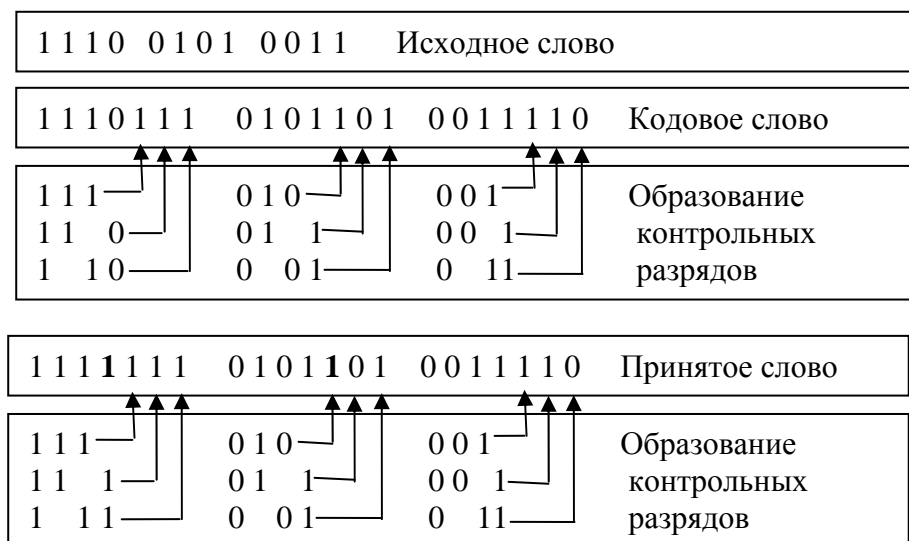 1 1 1 0 0 1 0 1 0 0 1 1 Исходное слово
1 1 1 0 1 1 1 0 1 0 1 1 0 1 0 0 1 1 1 1 0 Кодовое слово
1 1 1 0 1 0 0 0 1 Образование
1 1 0 0 1 1 0 0 1 контрольных
1 1 0 0 0 1 0 1 1 разрядов
1 1 1 1 1 1 1 0 1 0 1 1 0 1 0 0 1 1 1 1 0 Принятое слово
1 1 1 0 1 0 0 0 1 Образование
1 1 1 0 1 1 0 0 1 контрольных
1 1 1 0 0 1 0 1 1 разрядов